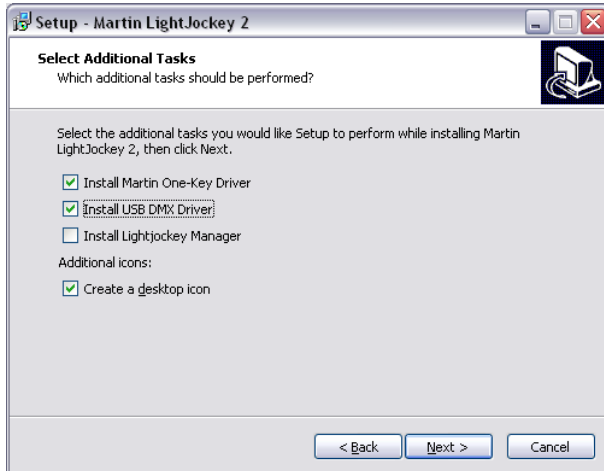 Setup - Martin LightJockey 2
Select Additional Tasks
Which additional tasks should be performed?
Select the additional tasks you would like Setup to perform while installing Martin
LightJockey 2, then click Next.
Install Martin One-Key Driver
Install USB DMX Driver
Install Lightjockey Manager
Additional icons:
Create a desktop icon
< Back
Next >
Cancel